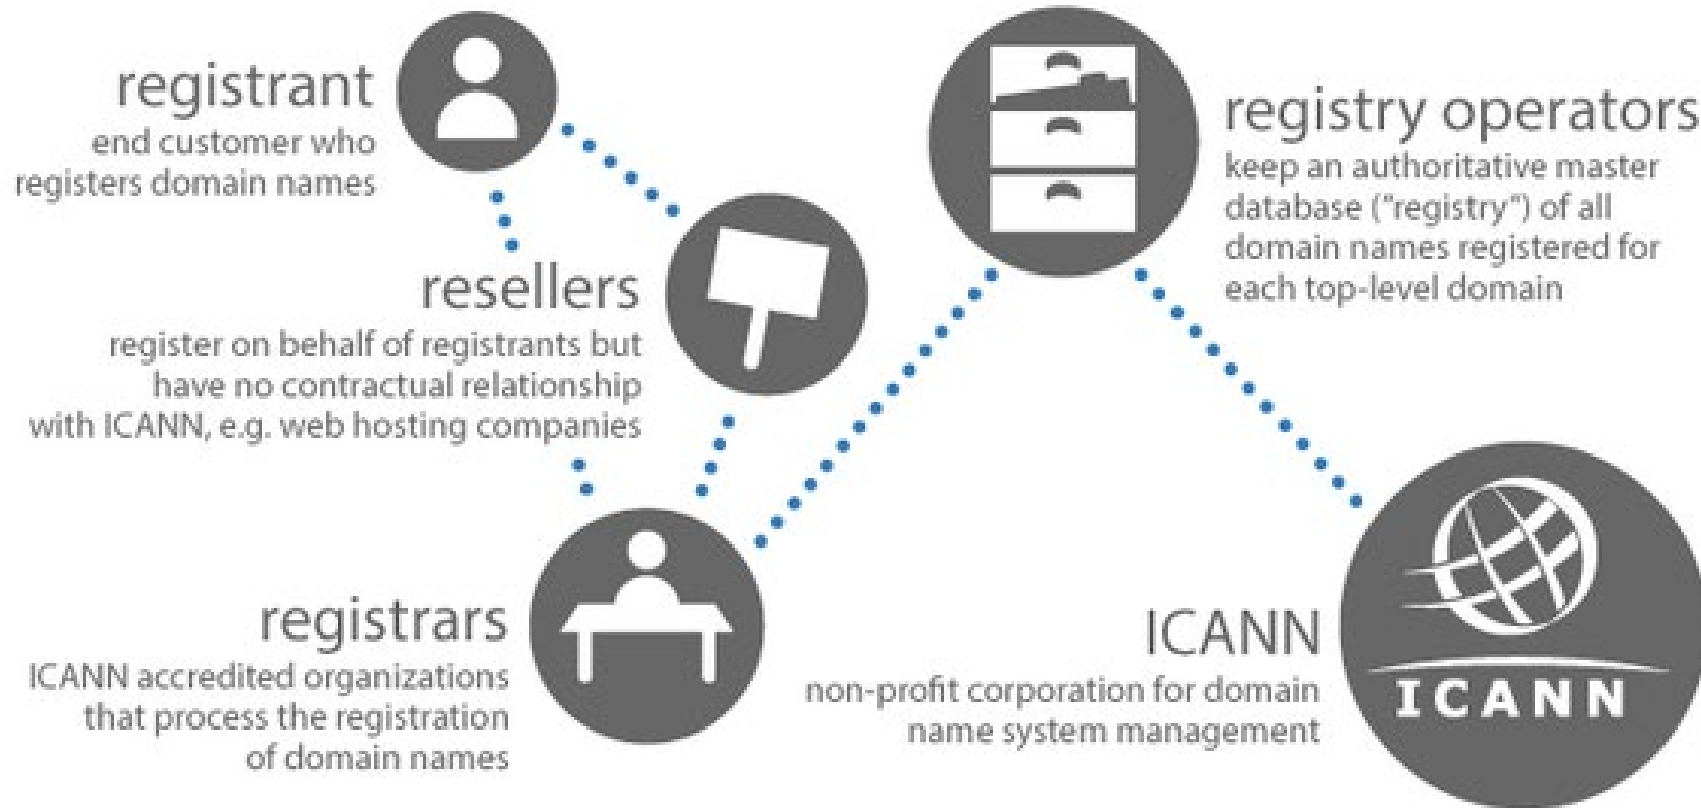 registrant
end customer who
registers domain names
resellers
register on behalf of registrants but
have no contractual relationship
with ICANN, e.g. web hosting companies
registrars
ICANN accredited organizations
that process the registration
of domain names
registry operators
keep an authoritative master
database ("registry") of all
domain names registered for
each top-level domain
ICANN
non-profit corporation for domain
name system management
ICANN